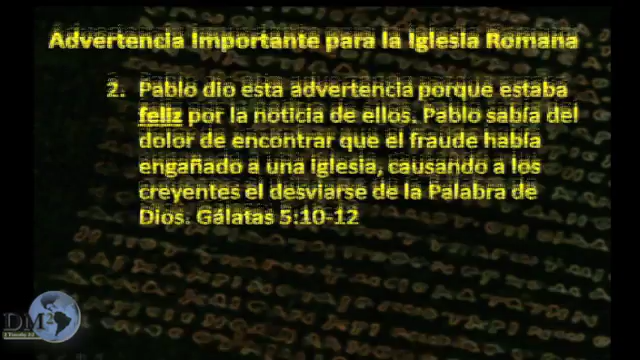 Advertencia Importante para la Iglesia Romana
2. Pablo dio esta advertencia porque estaba
feliz por la noticia de ellos. Pablo sabía del
dolor de encontrar que el fraude había
engañado a una iglesia, causando a los
creyentes el desviarse de la Palabra de
Dios. Gálatas 5:10-12
DM2